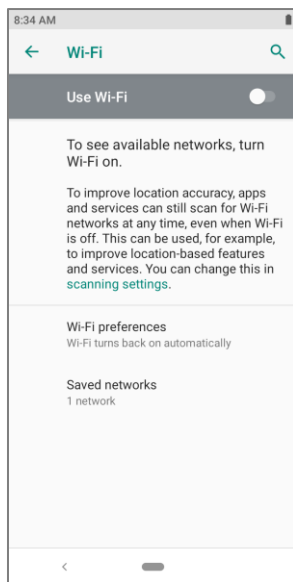 8:34 AM
Wi-Fi
Use Wi-Fi
To see available networks, turn
Wi-Fi on.
To improve location accuracy, apps
and services can still scan for Wi-Fi
networks at any time, even when Wi-Fi
is off. This can be used, for example,
to improve location-based features
and services. You can change this in
scanning settings.
Wi-Fi preferences
Wi-Fi turns back on automatically
Saved networks
1 network